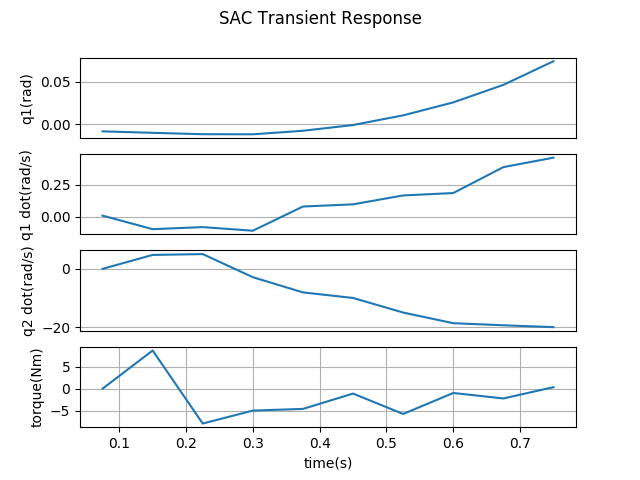 SAC Transient Response
q1(rad)
0.05
0.00
q1 dot(rad/s)
0.25
0.00
q2 dot(rad/s)
0
−20
torque(Nm)
5
0
−5
0.1 0.2 0.3 0.4 0.5 0.6 0.7
time(s)